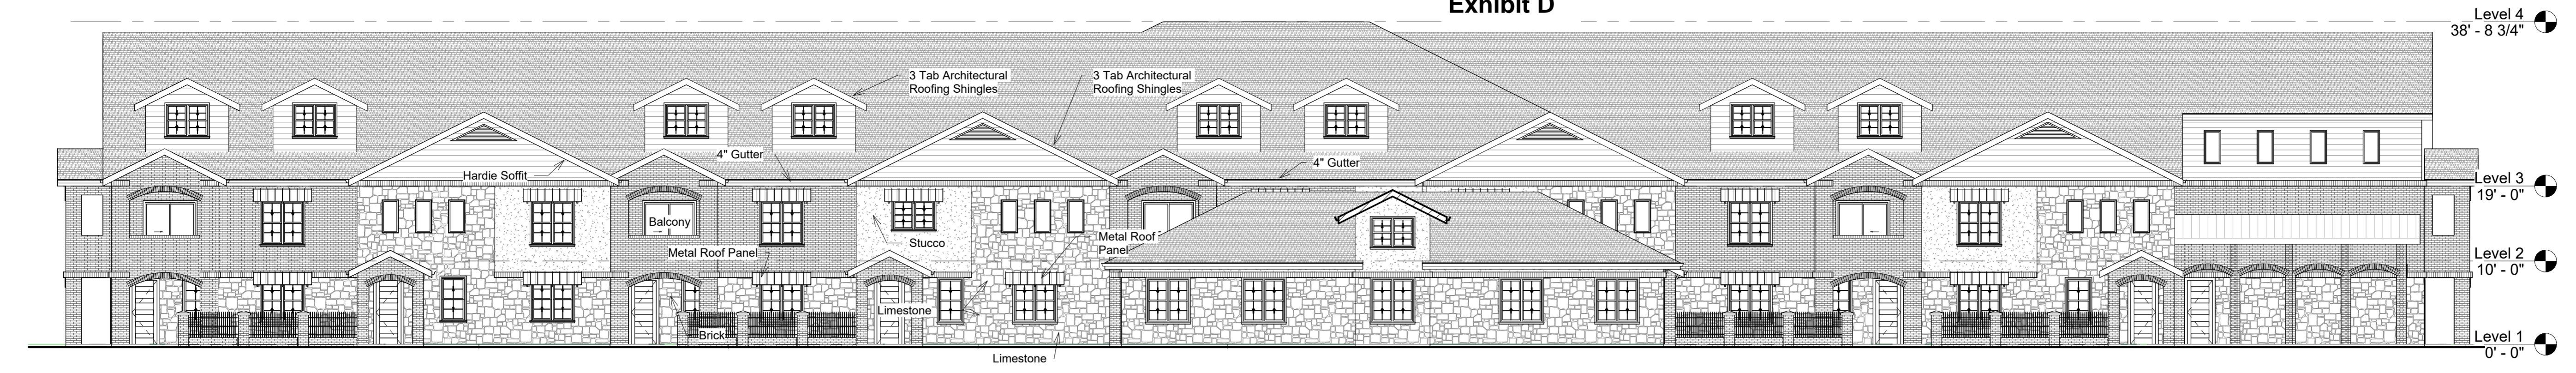 Exhibit D
Level 4
38' - 8 3/4"
3 Tab Architectural
Roofing Shingles
3 Tab Architectural
Roofing Shingles
4" Gutter
4" Gutter
Hardie Soffit
Level 3
19' - 0"
Balcony
Stucco
Metal Roof
Panel
Metal Roof Panel
Level 2
10' - 0"
Limestone
Brick
Limestone
Level 1
0' - 0"